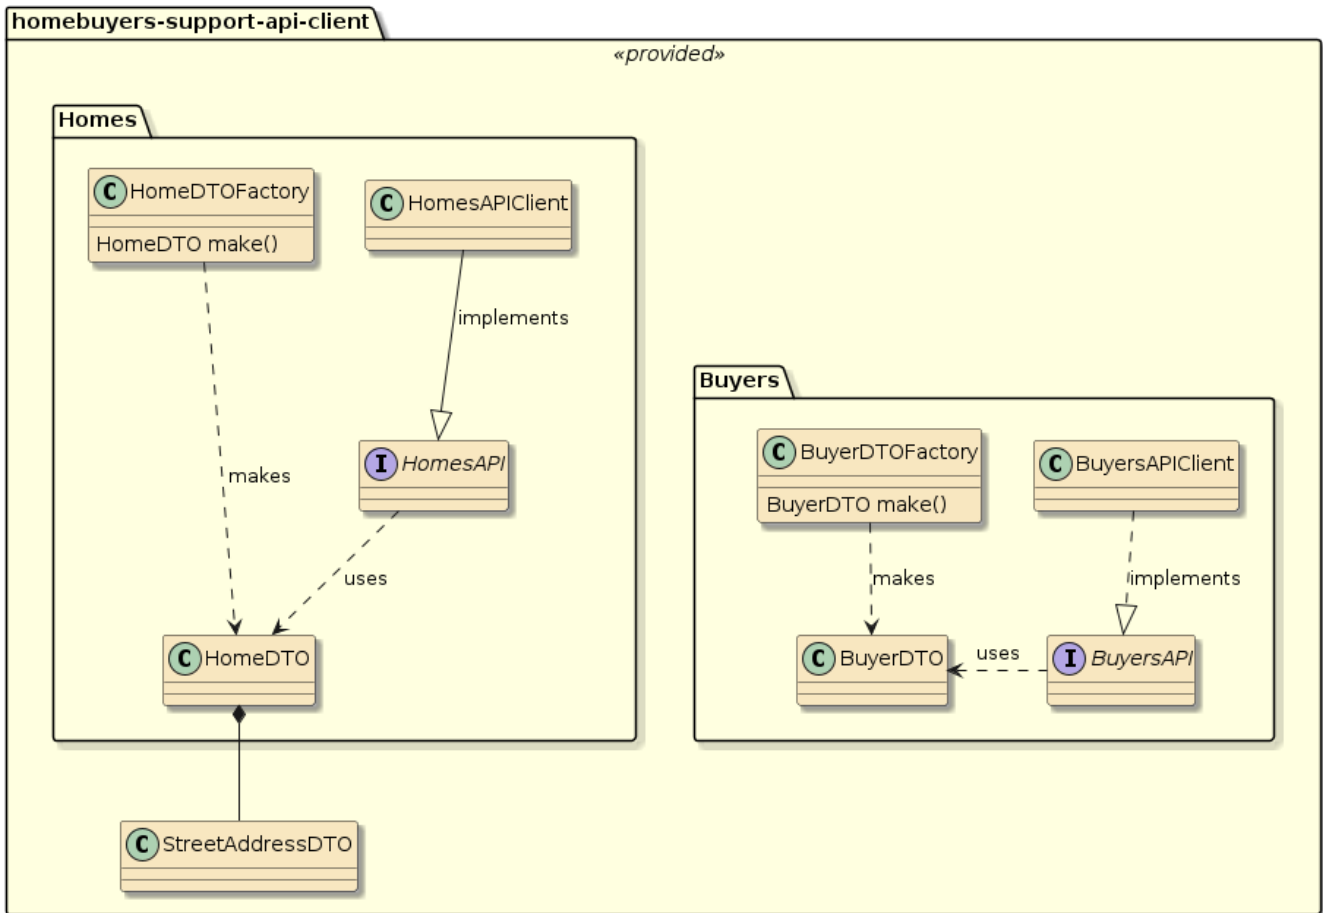 homebuyers-support-api-client
«provided»
Homes
C HomeDTOFactory
HomeDTO make()
C HomesAPIClient
implements
makes
I HomesAPI
uses
C HomeDTO
C StreetAddressDTO
Buyers
C BuyerDTOFactory
BuyerDTO make()
C BuyersAPIClient
makes
implements
C BuyerDTO
uses
I BuyersAPI